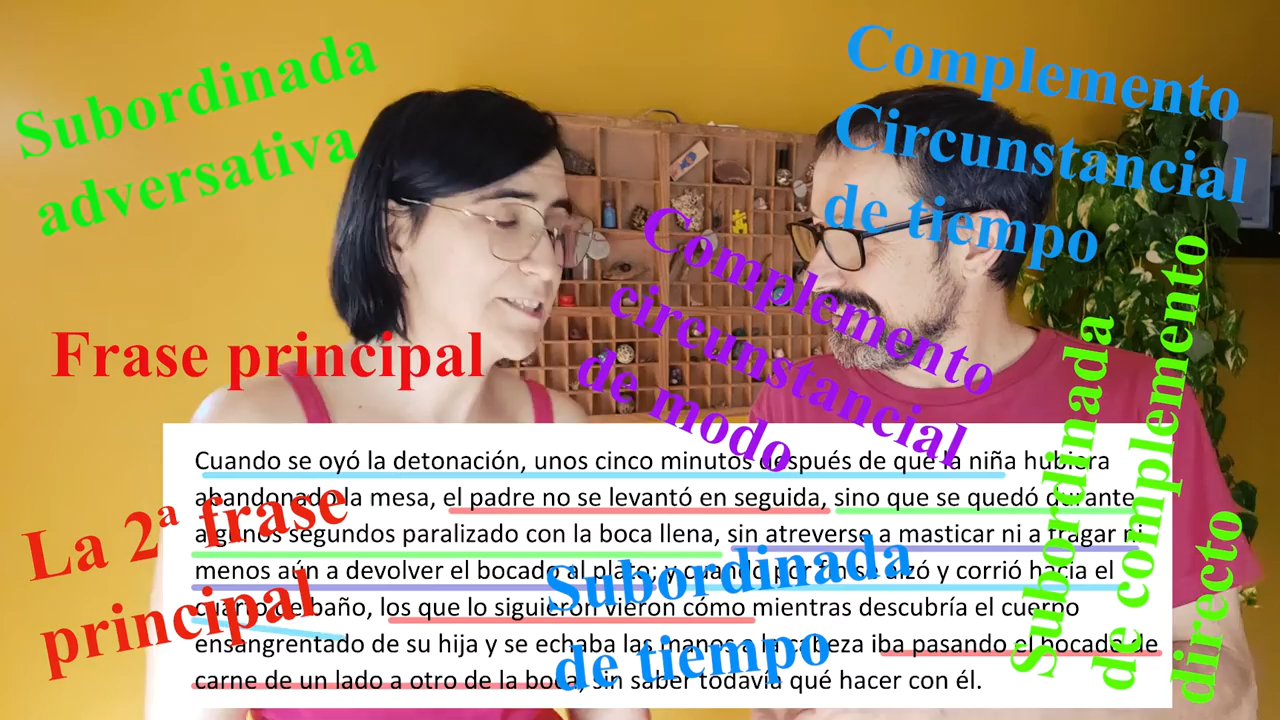 Subordinada
adversativa
Complemento
Circunstancial
de tiempo
Complemento
circunstancial
de modo
Frase principal
Subordinada
de complemento
directo
Cuando se oyó la detonación, unos cinco minutos después de que la niña hubiera
abandonado la mesa, el padre no se levantó en seguida, sino que se quedó durante
algunos segundos paralizado con la boca llena, sin atreverse a masticar ni a tragar ni
menos aún a devolver el bocado al plato; y cuando por fin se alzó y corrió hacia el
cuarto de baño, los que lo siguieron vieron cómo mientras descubría el cuerpo
ensangrentado de su hija y se echaba las manos a la cabeza iba pasando el bocado de
carne de un lado a otro de la boca, sin saber todavía qué hacer con él.
La 2ª frase
principal
Subordinada
de tiempo